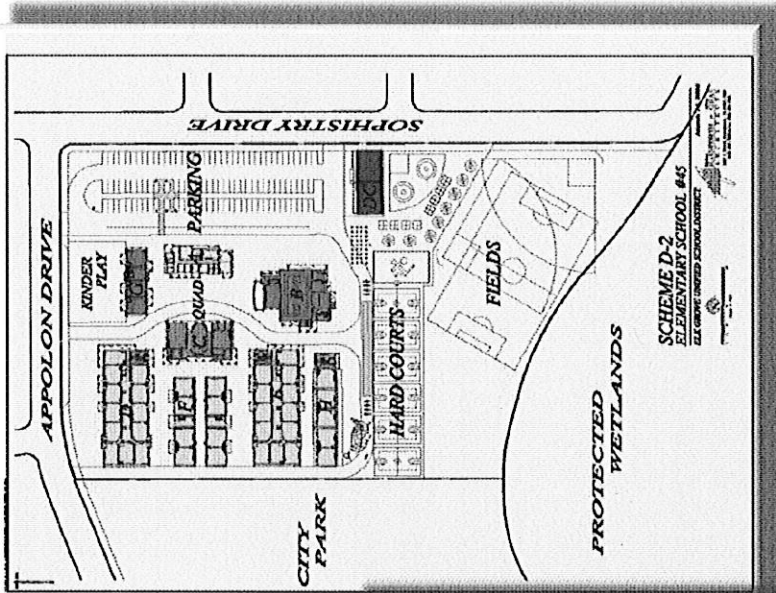 APPOLON DRIVE
SOPHISTRY DRIVE
PARKING
KINDER
PLAY
QUAD
G
A
C
B
D
F
E
H
DC
HARD COURTS
FIELDS
CITY
PARK
PROTECTED
WETLANDS
SCHEME D-2
ELEMENTARY SCHOOL #45
ELK GROVE UNIFIED SCHOOL DISTRICT